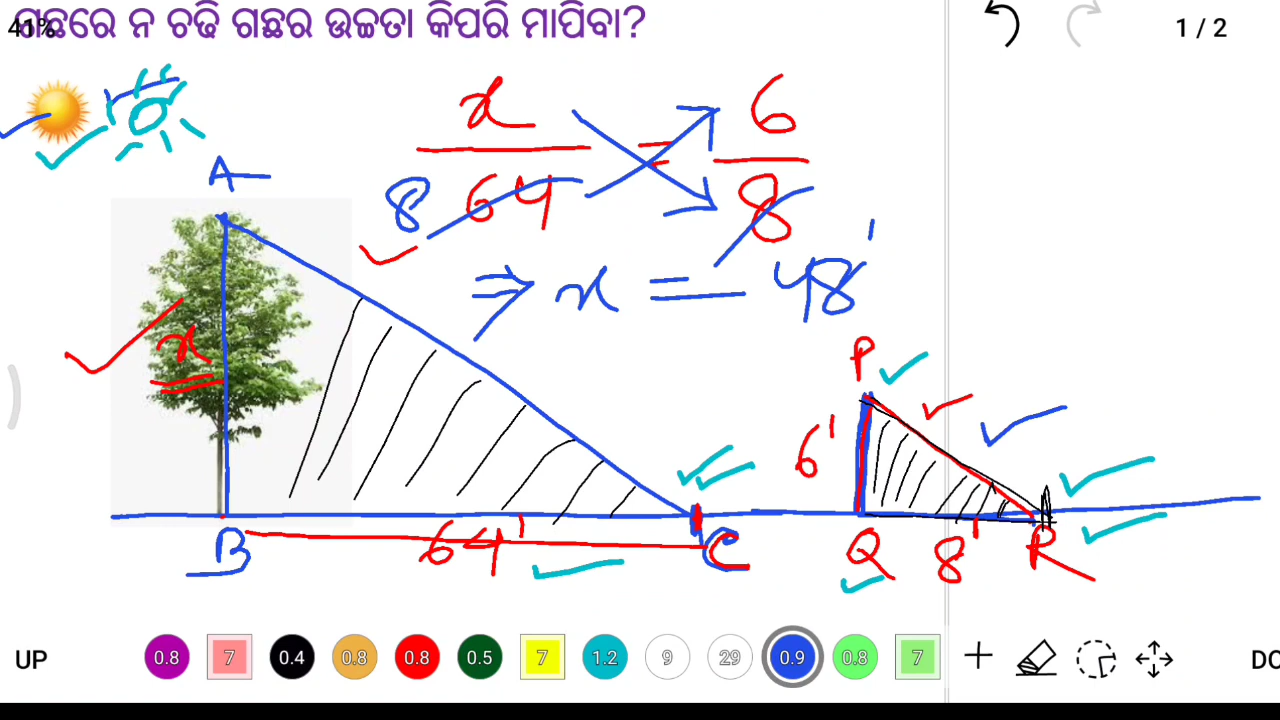 ଗଛରେ ନ ଚଢି ଗଛର ଉଚ୍ଚତା କିପରି ମାପିବା?
41%
1 / 2
x/64 = 6/8
8
⇒ x = 48'
A
x
B 64' C
P
6'
Q 8' R
UP 0.8 7 0.4 0.8 0.8 0.5 7 1.2 9 29 0.9 0.8 7 DO